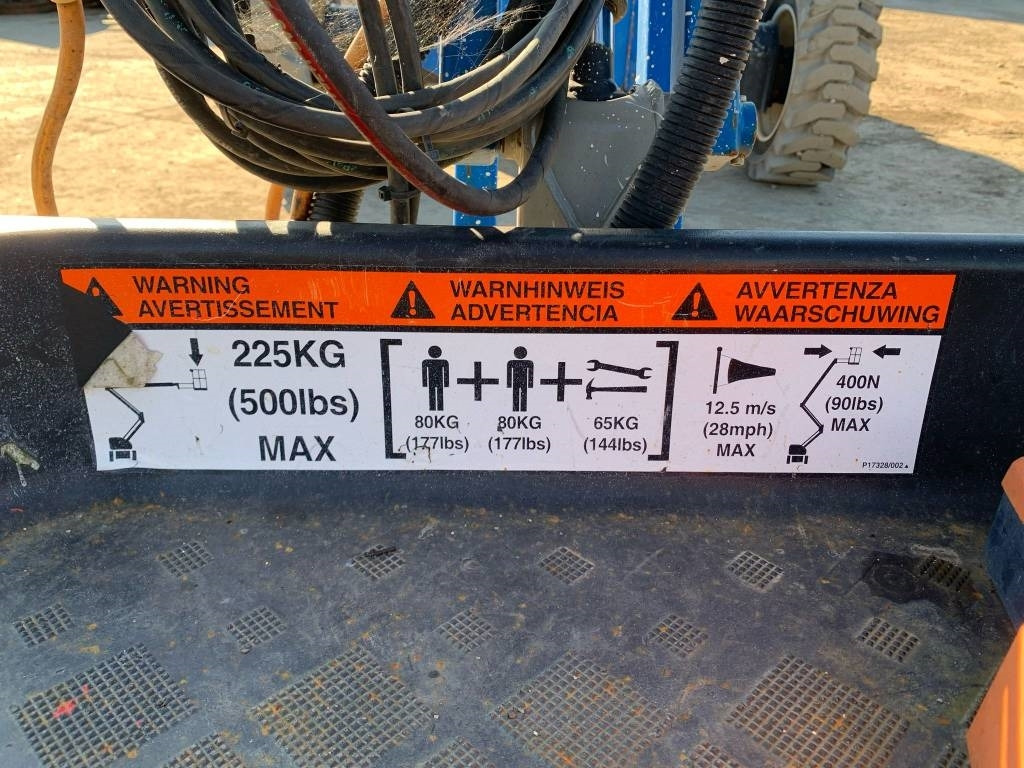 WARNING
AVERTISSEMENT
WARNHINWEIS
ADVERTENCIA
AVVERTENZA
WAARSCHUWING
225KG
(500lbs)
MAX
80KG
(177lbs)
80KG
(177lbs)
65KG
(144lbs)
12.5 m/s
(28mph)
MAX
400N
(90lbs)
MAX
P17328/002